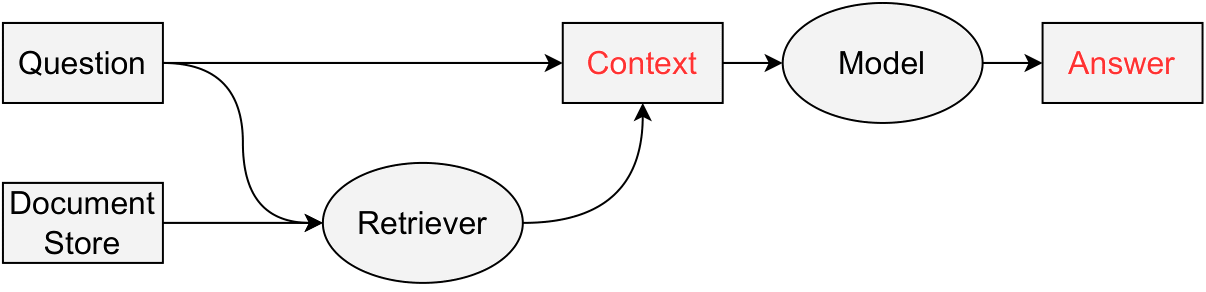 Question
Context
Model
Answer
Document
Store
Retriever